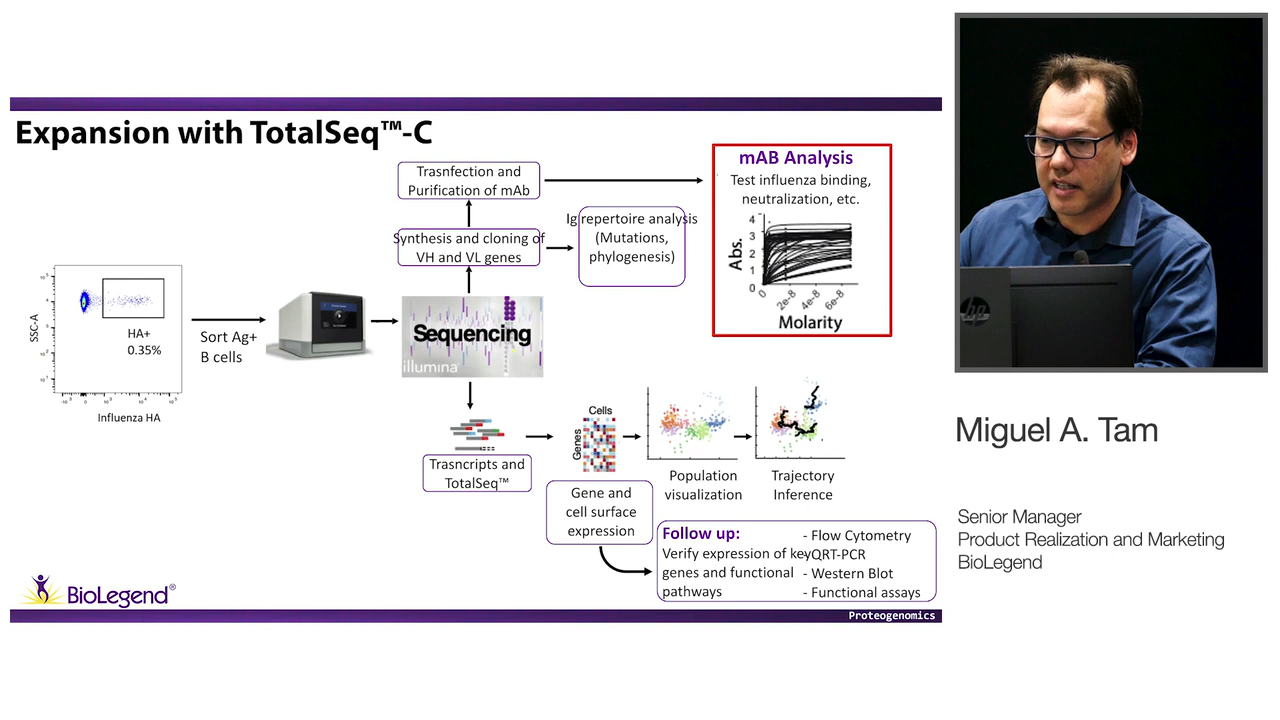 Expansion with TotalSeq™-C
Trasnfection and
Purification of mAb
mAB Analysis
Test influenza binding,
neutralization, etc.
4
3
2
1
0
Abs.
0
2e-8
4e-8
6e-8
Molarity
Synthesis and cloning of
VH and VL genes
Ig repertoire analysis
(Mutations,
phylogenesis)
SSC-A
HA+
0.35%
Influenza HA
Sort Ag+
B cells
Sequencing
illumina
Trasncripts and
TotalSeq™
Cells
Genes
Gene and
cell surface
expression
Population
visualization
Trajectory
Inference
Follow up:
Verify expression of key
genes and functional
pathways
- Flow Cytometry
- QRT-PCR
- Western Blot
- Functional assays
BioLegend®
Proteogenomics
hp
Miguel A. Tam
Senior Manager
Product Realization and Marketing
BioLegend